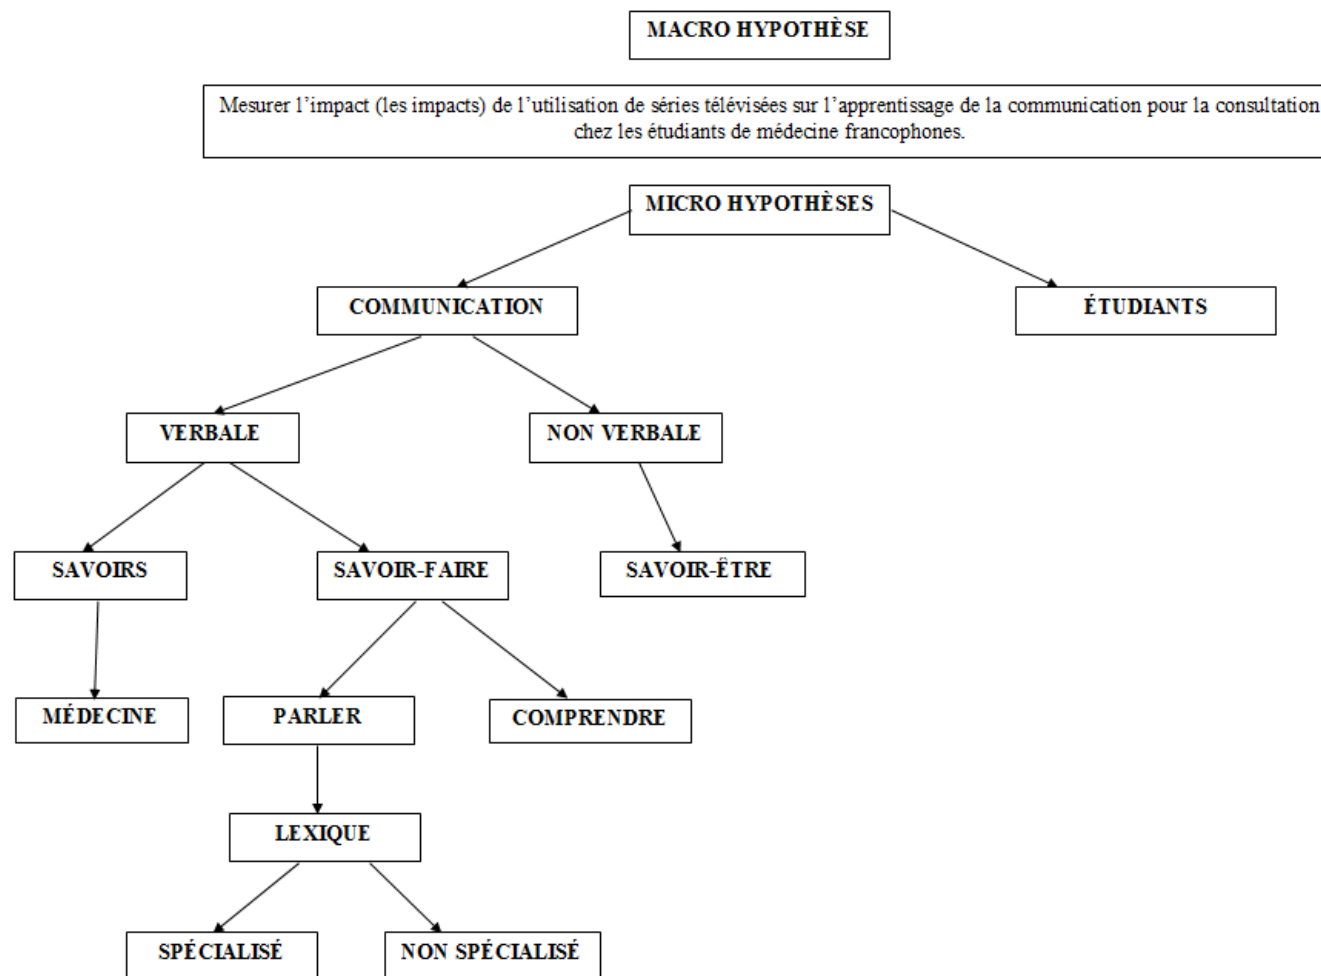 MACRO HYPOTHÈSE
Mesurer l’impact (les impacts) de l’utilisation de séries télévisées sur l’apprentissage de la communication pour la consultation
chez les étudiants de médecine francophones.
MICRO HYPOTHÈSES
COMMUNICATION
ÉTUDIANTS
VERBALE
NON VERBALE
SAVOIRS
SAVOIR-FAIRE
SAVOIR-ÊTRE
MÉDECINE
PARLER
COMPRENDRE
LEXIQUE
SPÉCIALISÉ
NON SPÉCIALISÉ